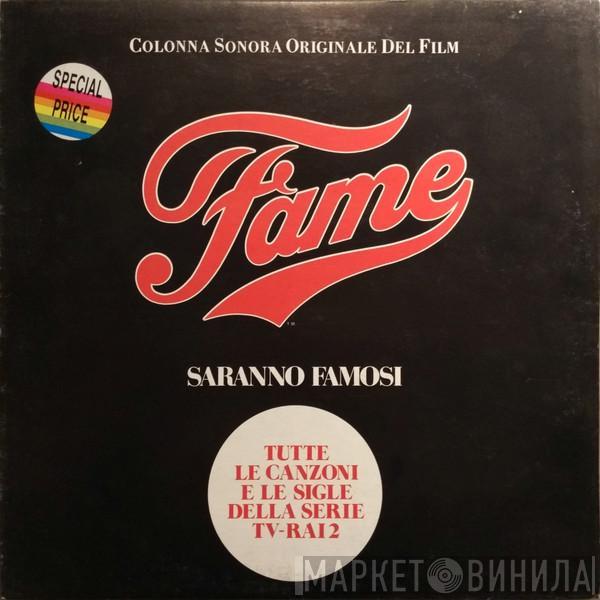 COLONNA SONORA ORIGINALE DEL FILM
SPECIAL
PRICE
Fame
TM
SARANNO FAMOSI
TUTTE
LE CANZONI
E LE SIGLE
DELLA SERIE
TV-RAI 2
МАРКЕТ ВИНИЛА